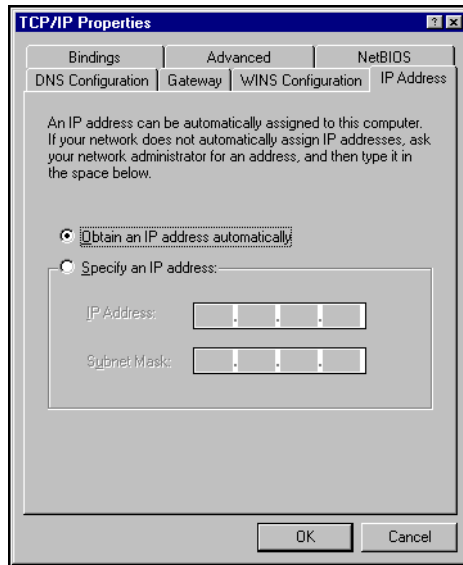 TCP/IP Properties
Bindings Advanced NetBIOS
DNS Configuration Gateway WINS Configuration IP Address
An IP address can be automatically assigned to this computer.
If your network does not automatically assign IP addresses, ask
your network administrator for an address, and then type it in
the space below.
Obtain an IP address automatically
Specify an IP address:
IP Address:
. . .
Subnet Mask:
. . .
OK Cancel